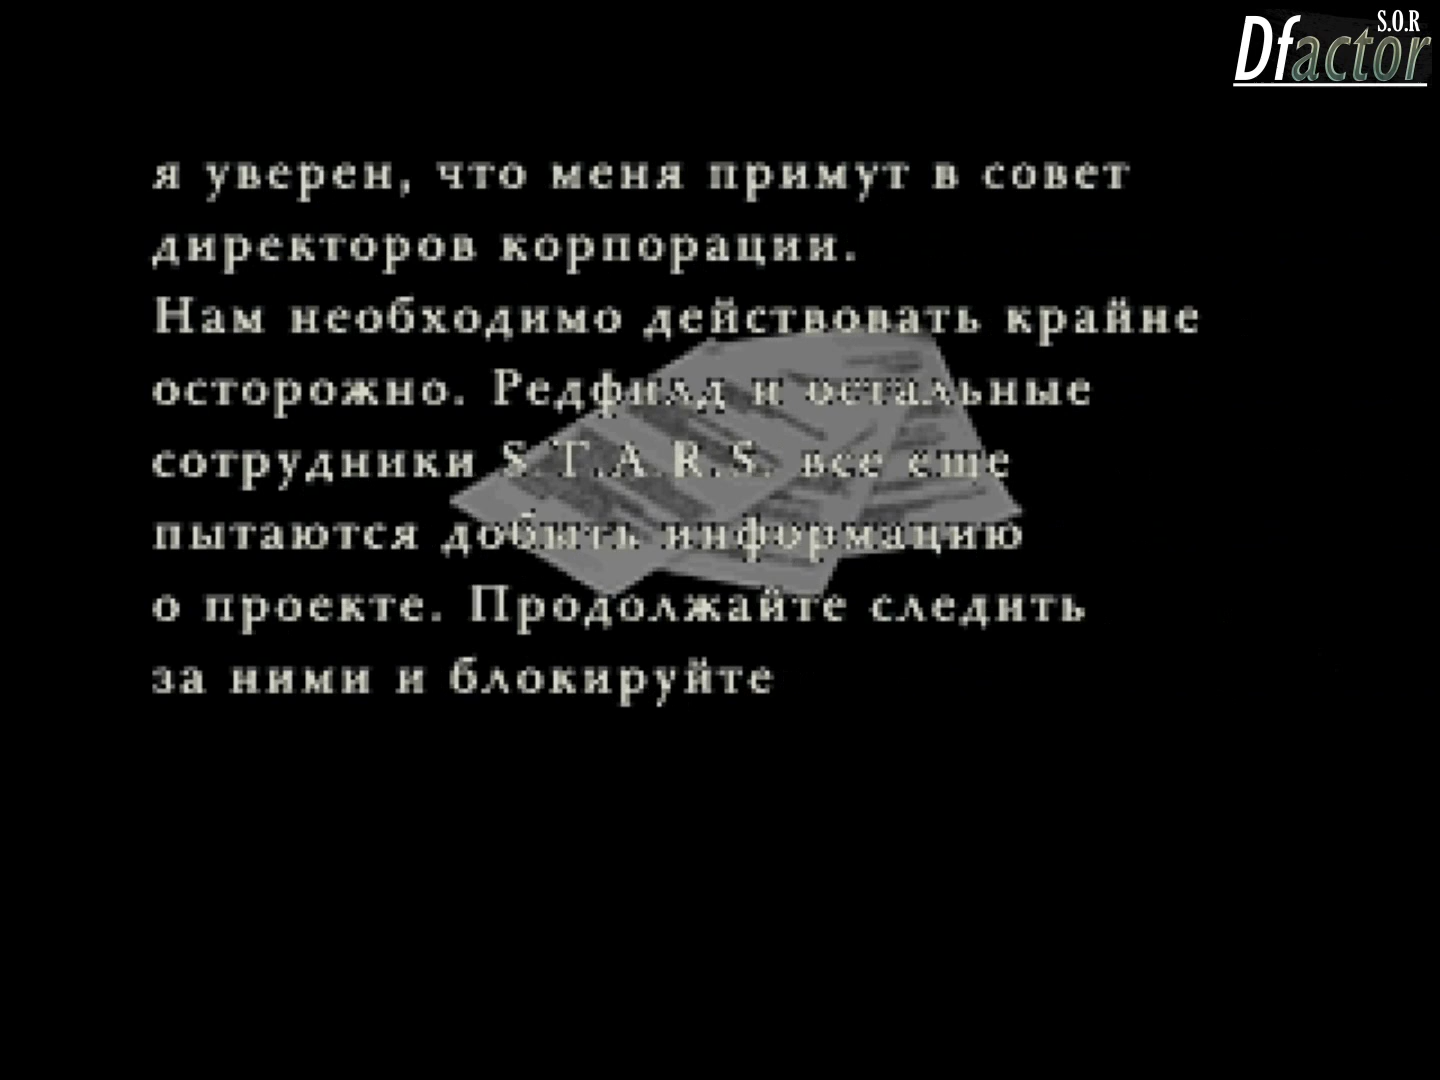 S.O.R
Dfactor
я уверен, что меня примут в совет
директоров корпорации.
Нам необходимо действовать крайне
осторожно. Редфилд и остальные
сотрудники S.T.A.R.S. все еще
пытаются добыть информацию
о проекте. Продолжайте следить
за ними и блокируйте